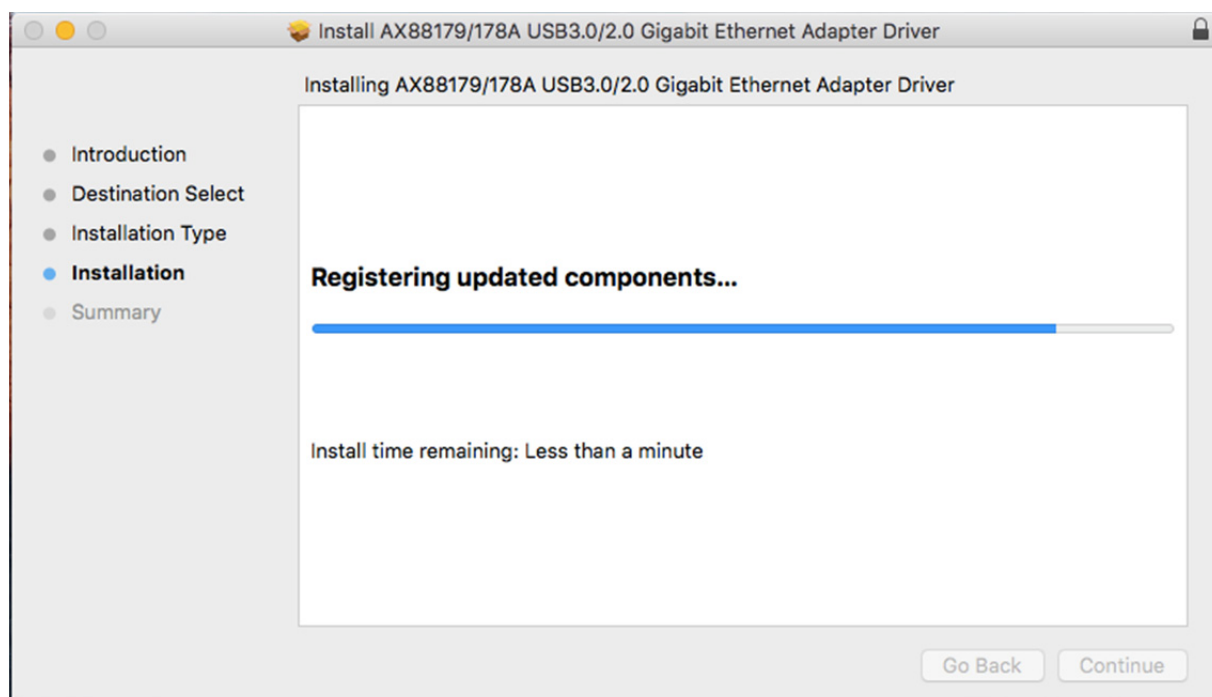 Install AX88179/178A USB3.0/2.0 Gigabit Ethernet Adapter Driver
Installing AX88179/178A USB3.0/2.0 Gigabit Ethernet Adapter Driver
Introduction
Destination Select
Installation Type
Installation
Summary
Registering updated components...
Install time remaining: Less than a minute
Go Back
Continue